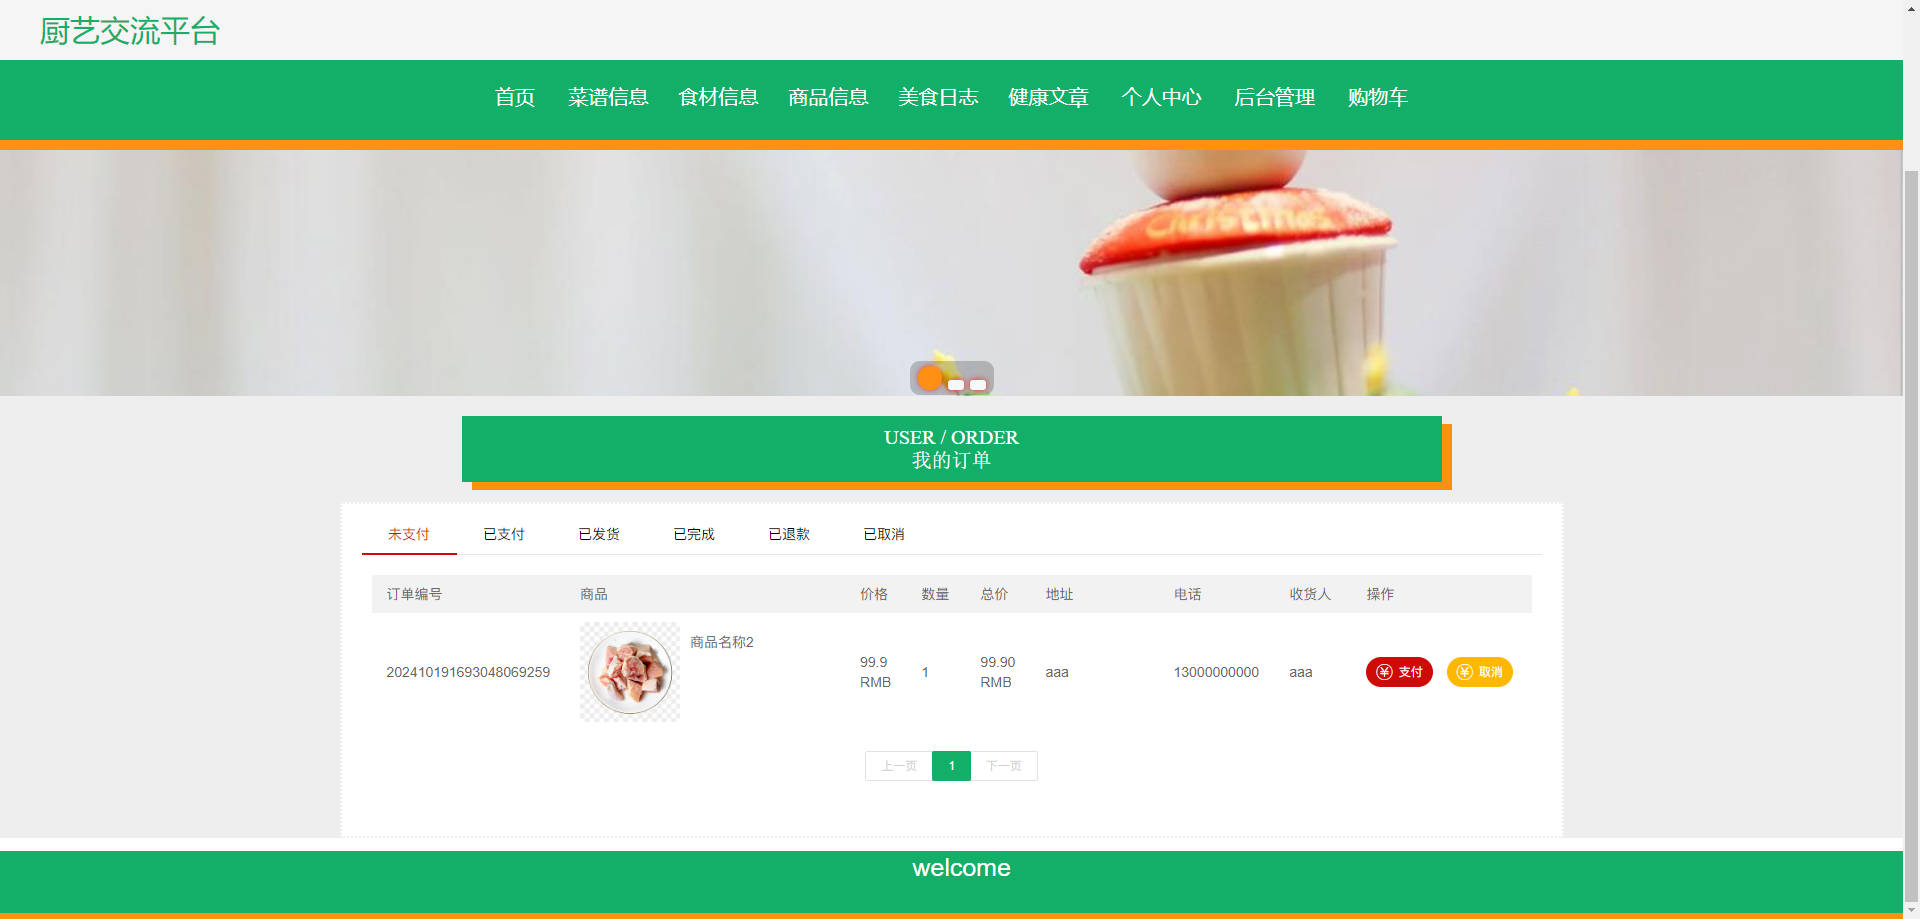 厨艺交流平台
首页 菜谱信息 食材信息 商品信息 美食日志 健康文章 个人中心 后台管理 购物车
Christmas
USER / ORDER
我的订单
未支付 已支付 已发货 已完成 已退款 已取消
订单编号 商品 价格 数量 总价 地址 电话 收货人 操作
商品名称2
202410191693048069259 99.9 RMB 1 99.90 RMB aaa 13000000000 aaa 支付 取消
上一页 1 下一页
welcome